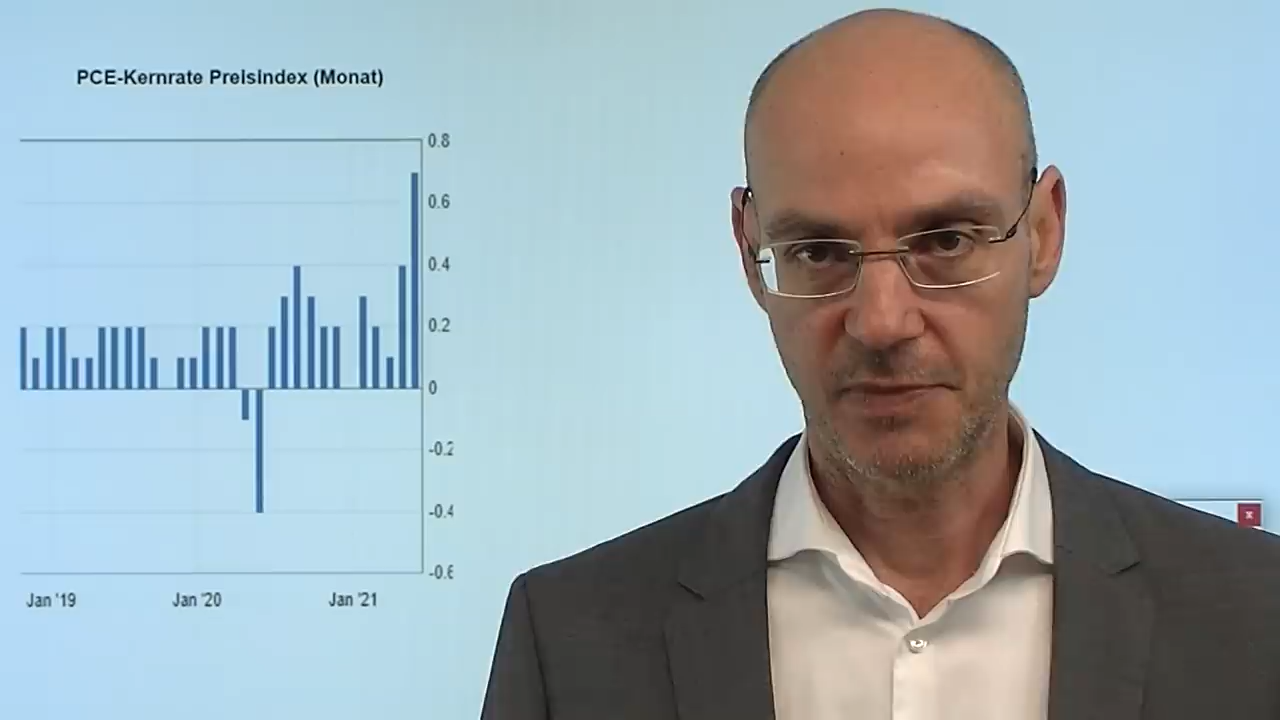 PCE-Kernrate Preisindex (Monat)
0.8
0.6
0.4
0.2
0
-0.2
-0.4
-0.6
Jan '19
Jan '20
Jan '21
x